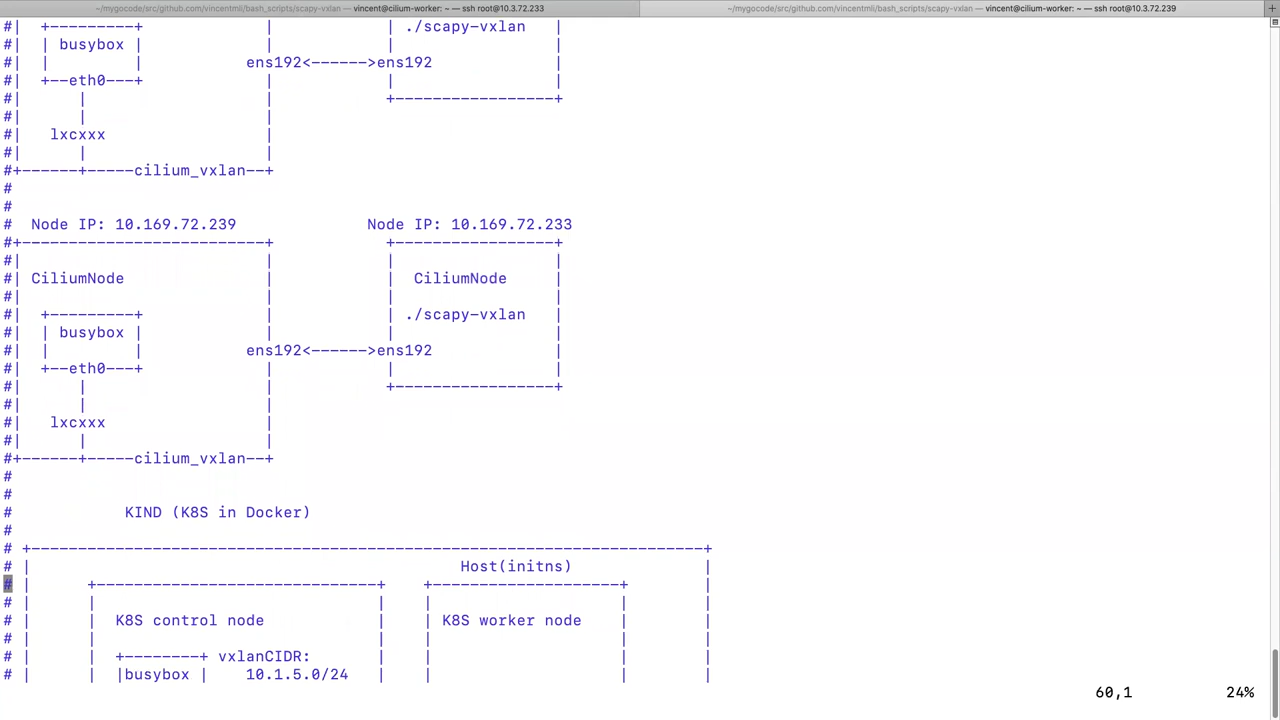 ~/mygocode/src/github.com/vincentmli/bash_scripts/scapy-vxlan — vincent@cilium-worker: ~ — ssh root@10.3.72.233 ~/mygocode/src/github.com/vincentmli/bash_scripts/scapy-vxlan — vincent@cilium-worker: ~ — ssh root@10.3.72.239 +
#|   +---------+                |               | ./scapy-vxlan    |
#|   | busybox |                |               |                  |
#|   |         |             ens192<------>ens192                  |
#|   +--eth0---+                |               |                  |
#|        |                     |               +------------------+
#|        |                     |
#|    lxcxxx                    |
#|        |                     |
#+------+-----cilium_vxlan--+
#
#
#  Node IP: 10.169.72.239                 Node IP: 10.169.72.233
#+---------------------------+               +------------------+
#|                           |               |                  |
#| CiliumNode                |               |  CiliumNode      |
#|                           |               |                  |
#|   +---------+             |               | ./scapy-vxlan    |
#|   | busybox |             |               |                  |
#|   |         |          ens192<------>ens192                  |
#|   +--eth0---+             |               |                  |
#|        |                  |               +------------------+
#|        |                  |
#|    lxcxxx                 |
#|        |                  |
#+------+-----cilium_vxlan--+
#
#
#              KIND (K8S in Docker)
#
# +------------------------------------------------------------------------+
# |                                             Host(initns)               |
# |       +-------------------------------+    +--------------------+      |
# |       |                               |    |                    |      |
# |       |  K8S control node             |    | K8S worker node    |      |
# |       |                               |    |                    |      |
# |       |  +--------+ vxlanCIDR:        |    |                    |      |
# |       |  |busybox |    10.1.5.0/24    |    |                    |      |
60,1 24%